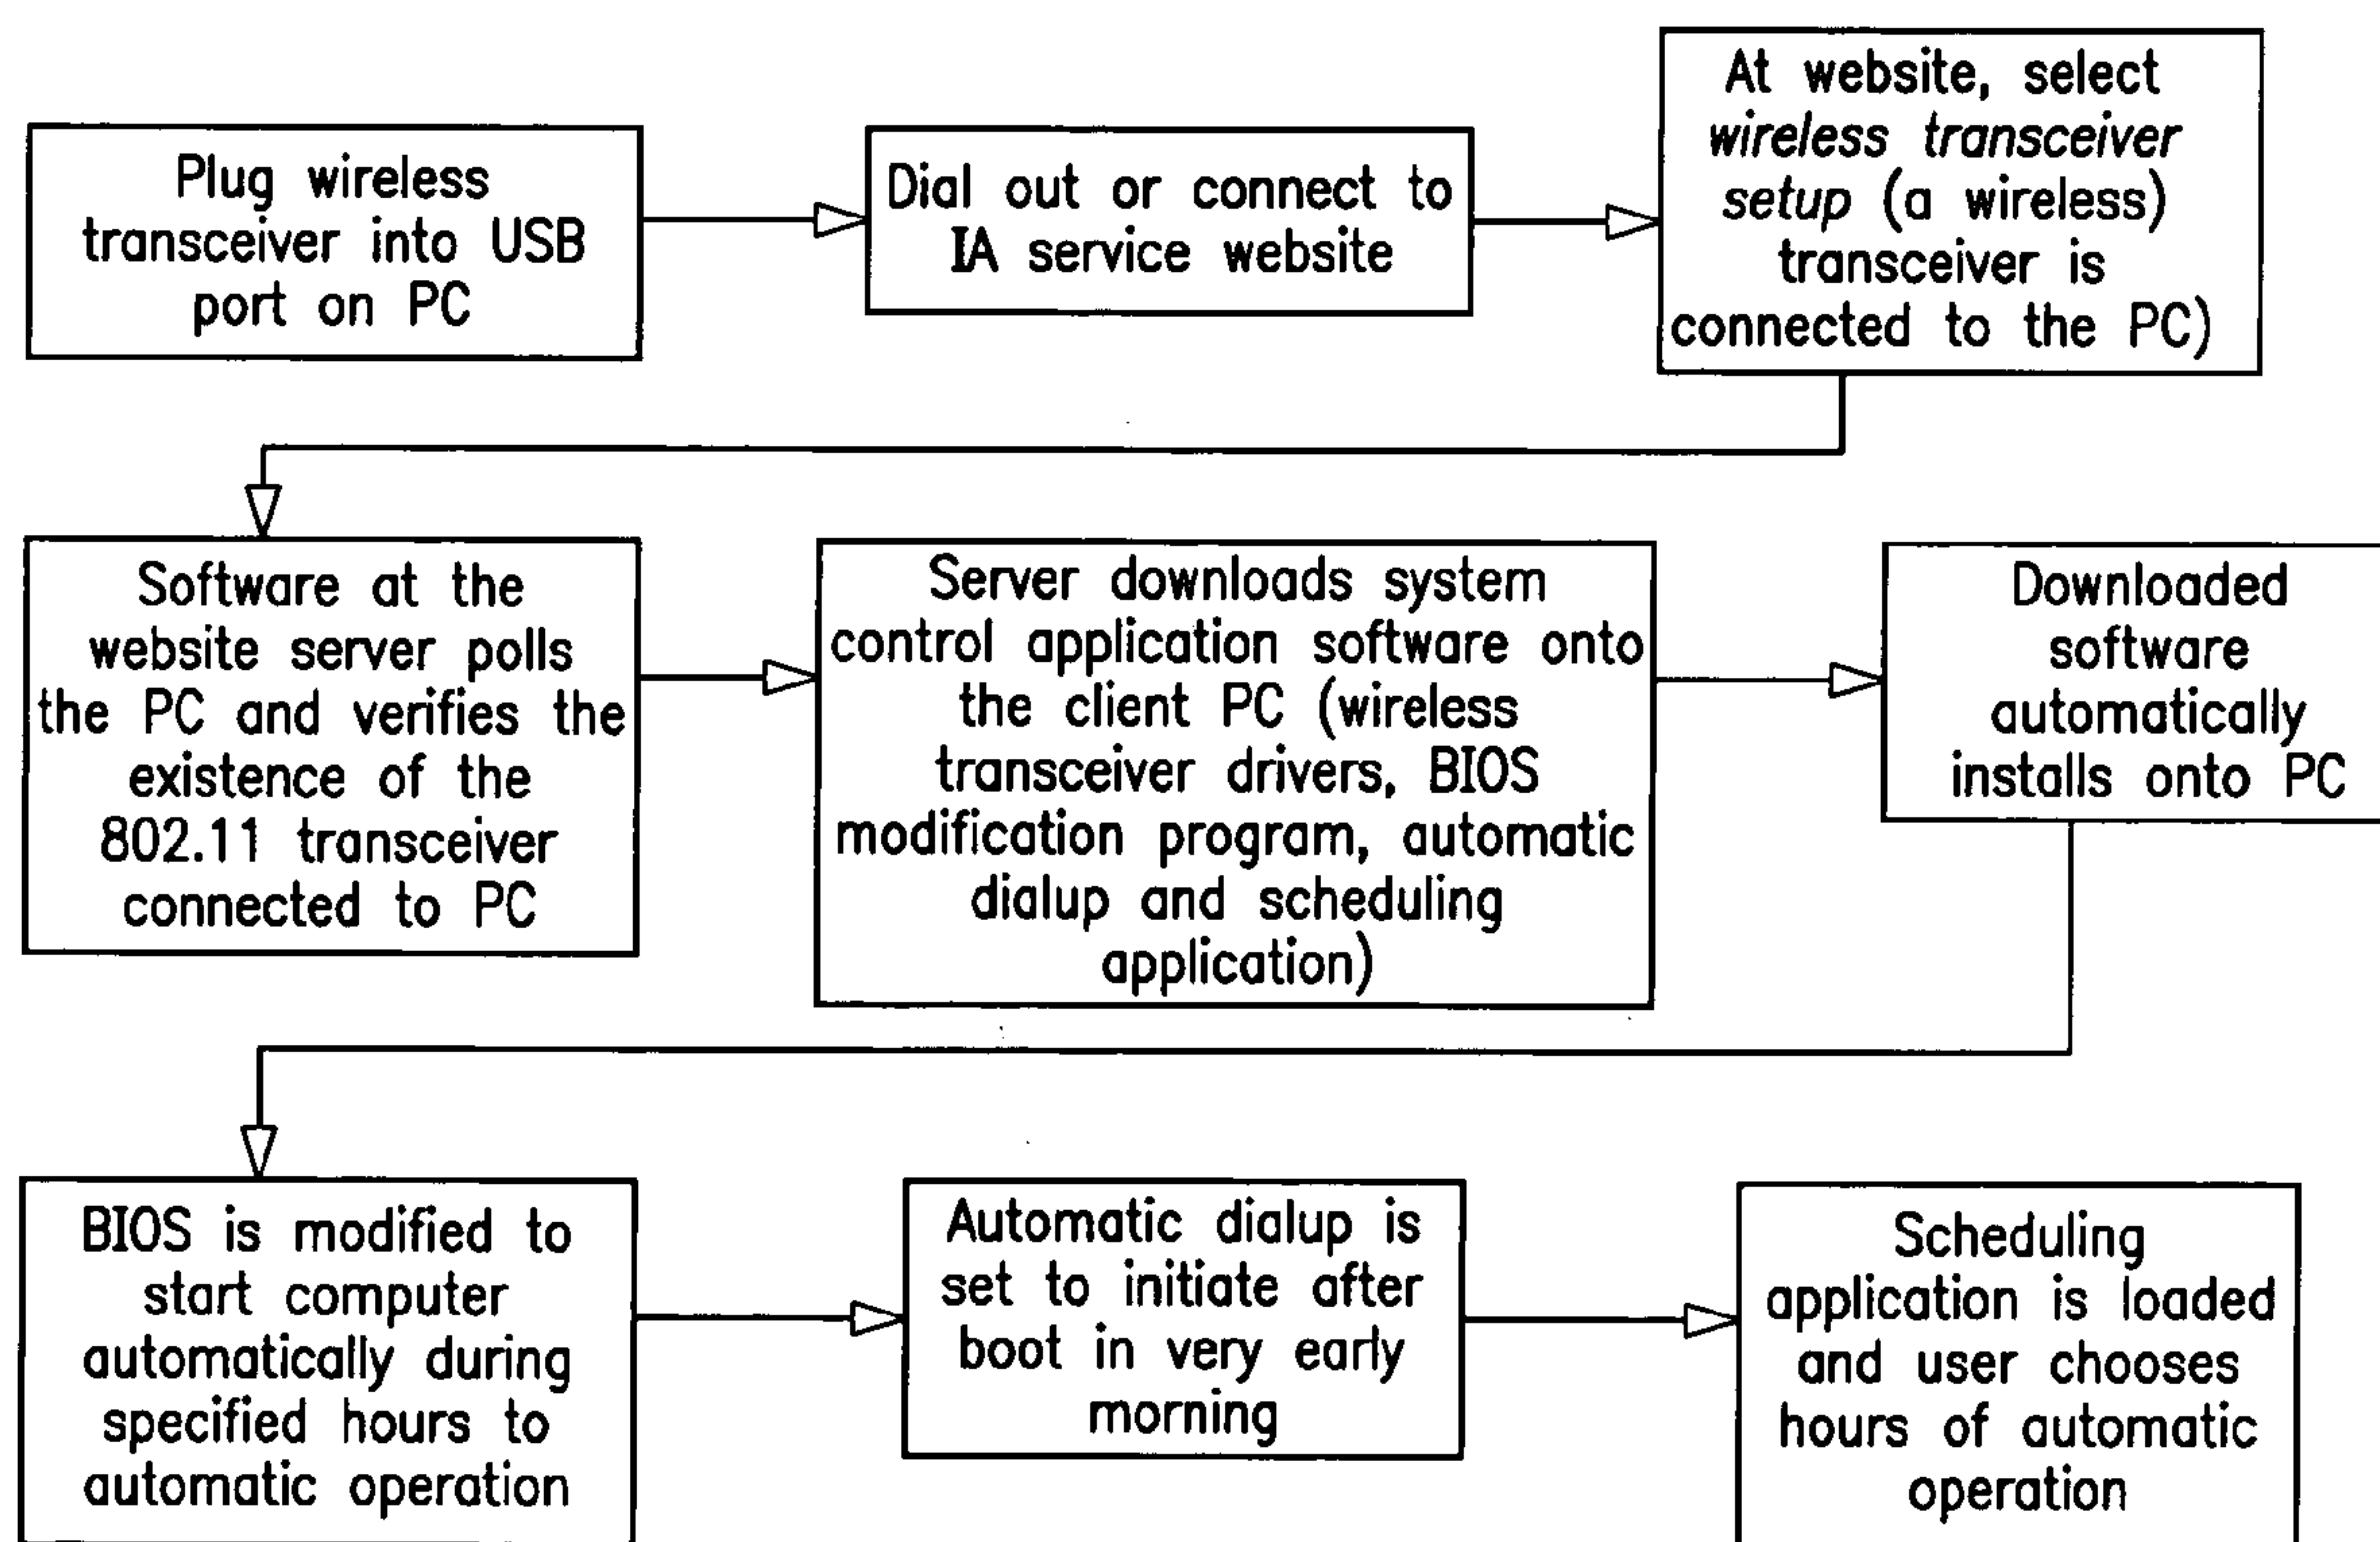 Plug wireless
transceiver into USB
port on PC
Dial out or connect to
IA service website
At website, select
wireless transceiver
setup (a wireless)
transceiver is
connected to the PC)
Software at the
website server polls
the PC and verifies the
existence of the
802.11 transceiver
connected to PC
Server downloads system
control application software onto
the client PC (wireless
transceiver drivers, BIOS
modification program, automatic
dialup and scheduling
application)
Downloaded
software
automatically
installs onto PC
BIOS is modified to
start computer
automatically during
specified hours to
automatic operation
Automatic dialup is
set to initiate after
boot in very early
morning
Scheduling
application is loaded
and user chooses
hours of automatic
operation